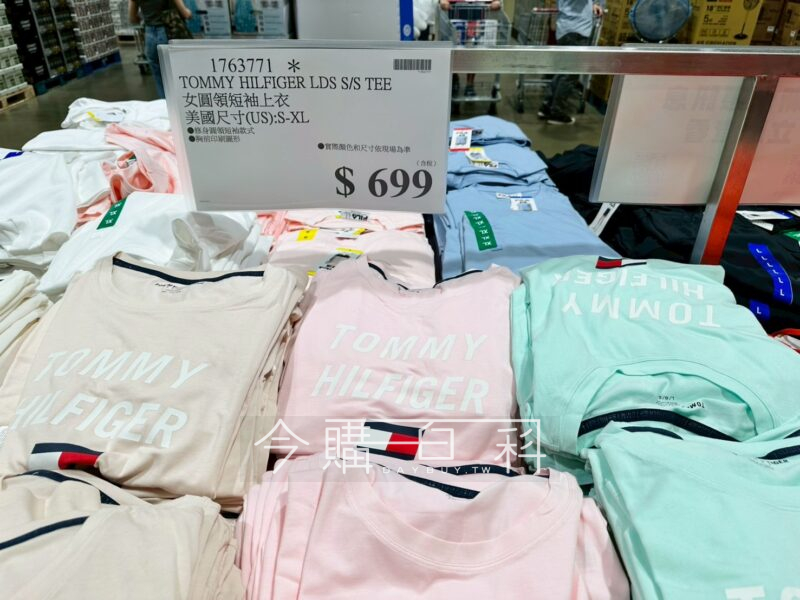 1763771 *
TOMMY HILFIGER LDS S/S TEE
女圓領短袖上衣
美國尺寸(US):S-XL
●修身圓領短袖款式
●胸前印刷圖形
●實際顏色和尺寸依現場為準
(含稅)
$ 699
TOMMY
HILFIGER
TOMMY
HILFIGER
TOMMY
HILFIGER
今購百科
GAYBUY.TW